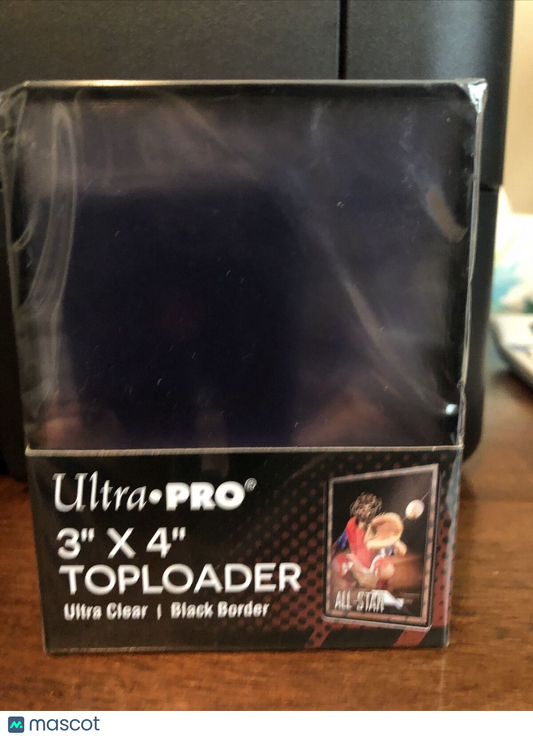 Ultra•PRO®
3" X 4"
TOPLOADER
Ultra Clear | Black Border
ALL-STAR
mascot